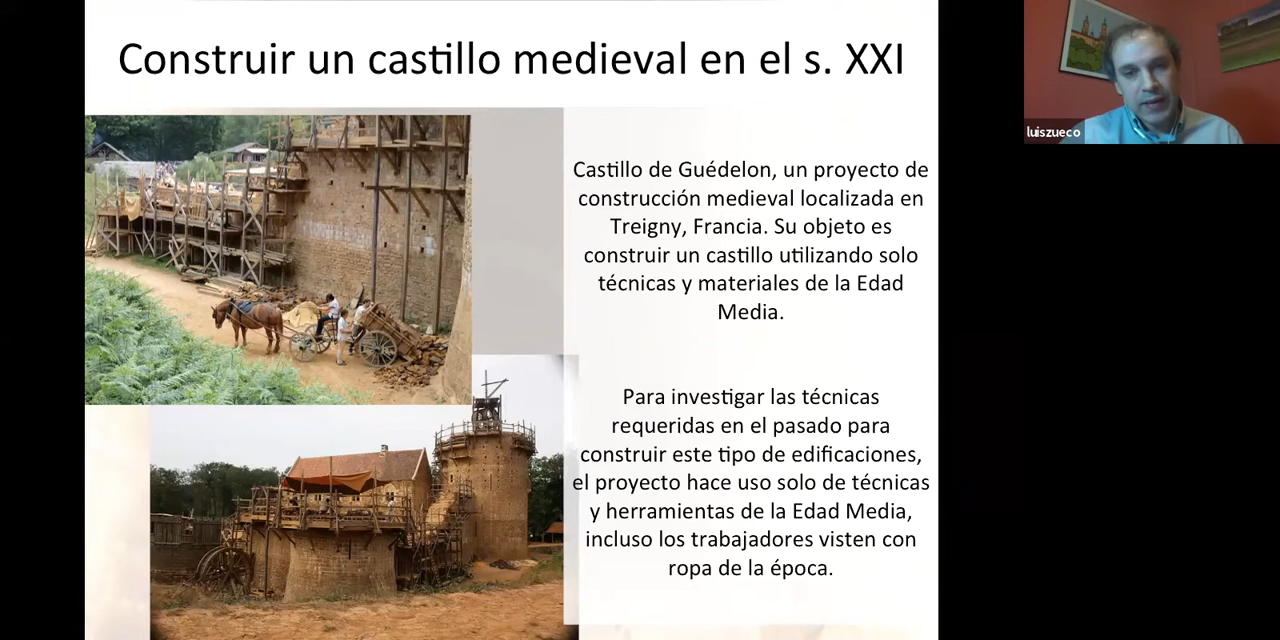 Construir un castillo medieval en el s. XXI
luiszueco
Castillo de Guédelon, un proyecto de
construcción medieval localizada en
Treigny, Francia. Su objeto es
construir un castillo utilizando solo
técnicas y materiales de la Edad
Media.
Para investigar las técnicas
requeridas en el pasado para
construir este tipo de edificaciones,
el proyecto hace uso solo de técnicas
y herramientas de la Edad Media,
incluso los trabajadores visten con
ropa de la época.